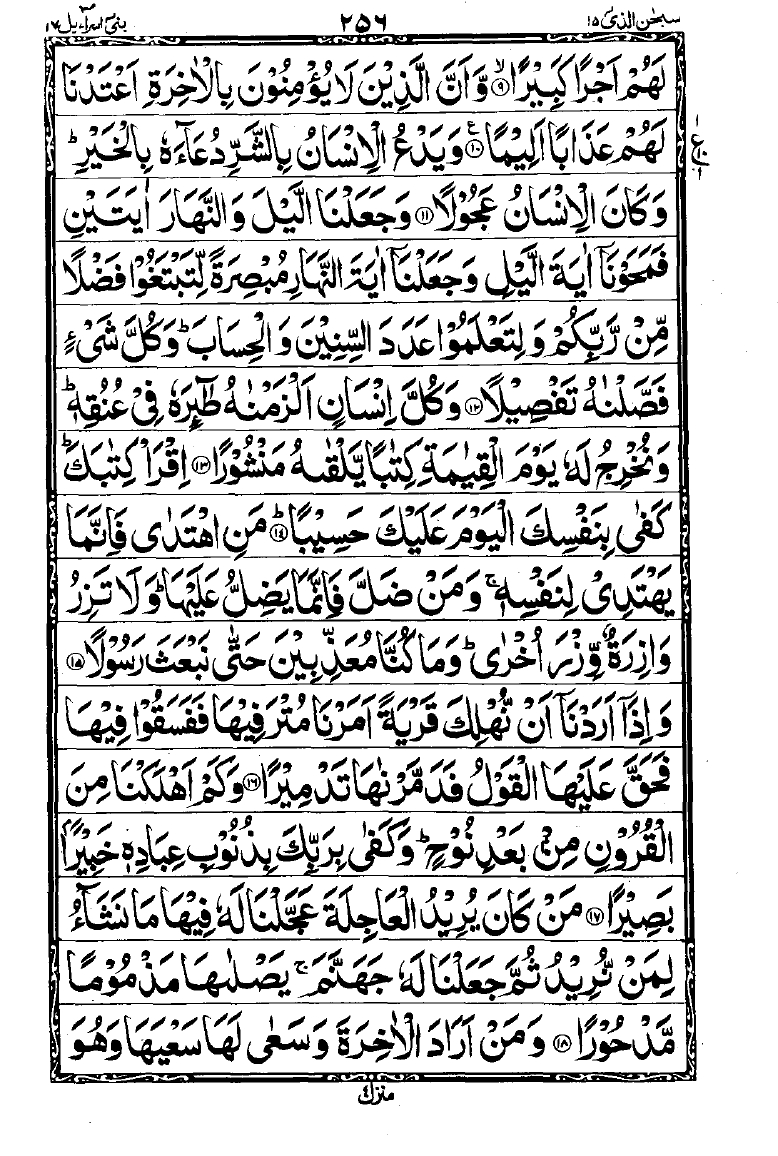 سبحٰن الذیٓ ۱۵
۲۵۶
بنیٓ اسرآءیل ۱۷
لَهُمْ اَجْرًا كَبِيْرًا ۙ﴿۹﴾ وَّاَنَّ الَّذِيْنَ لَا يُؤْمِنُوْنَ بِالْاٰخِرَةِ اَعْتَدْنَا
لَهُمْ عَذَابًا اَلِيْمًا ﴿۱۰﴾ ع وَيَدْعُ الْاِنْسَانُ بِالشَّرِّ دُعَآءَهٗ بِالْخَيْرِ ؕ
وَكَانَ الْاِنْسَانُ عَجُوْلًا ﴿۱۱﴾ وَجَعَلْنَا الَّيْلَ وَالنَّهَارَ اٰيَتَيْنِ
فَمَحَوْنَاۤ اٰيَةَ الَّيْلِ وَجَعَلْنَاۤ اٰيَةَ النَّهَارِ مُبْصِرَةً لِّتَبْتَغُوْا فَضْلًا
مِّنْ رَّبِّكُمْ وَلِتَعْلَمُوْا عَدَدَ السِّنِيْنَ وَالْحِسَابَ ؕ وَكُلَّ شَیْءٍ
فَصَّلْنٰهُ تَفْصِيْلًا ﴿۱۲﴾ وَكُلَّ اِنْسَانٍ اَلْزَمْنٰهُ طٰٓئِرَهٗ فِیْ عُنُقِهٖ ؕ
وَنُخْرِجُ لَهٗ يَوْمَ الْقِيٰمَةِ كِتٰبًا يَّلْقٰىهُ مَنْشُوْرًا ﴿۱۳﴾ اِقْرَاْ كِتٰبَكَ ؕ
كَفٰی بِنَفْسِكَ الْيَوْمَ عَلَيْكَ حَسِيْبًا ؕ﴿۱۴﴾ مَنِ اهْتَدٰی فَاِنَّمَا
يَهْتَدِیْ لِنَفْسِهٖ ۚ وَمَنْ ضَلَّ فَاِنَّمَا يَضِلُّ عَلَيْهَا ؕ وَلَا تَزِرُ
وَازِرَةٌ وِّزْرَ اُخْرٰی ؕ وَمَا كُنَّا مُعَذِّبِيْنَ حَتّٰی نَبْعَثَ رَسُوْلًا ﴿۱۵﴾
وَاِذَاۤ اَرَدْنَاۤ اَنْ نُّهْلِكَ قَرْيَةً اَمَرْنَا مُتْرَفِيْهَا فَفَسَقُوْا فِيْهَا
فَحَقَّ عَلَيْهَا الْقَوْلُ فَدَمَّرْنٰهَا تَدْمِيْرًا ﴿۱۶﴾ وَكَمْ اَهْلَكْنَا مِنَ
الْقُرُوْنِ مِنْۢ بَعْدِ نُوْحٍ ؕ وَكَفٰی بِرَبِّكَ بِذُنُوْبِ عِبَادِهٖ خَبِيْرًۢا
بَصِيْرًا ﴿۱۷﴾ مَنْ كَانَ يُرِيْدُ الْعَاجِلَةَ عَجَّلْنَا لَهٗ فِيْهَا مَا نَشَآءُ
لِمَنْ نُّرِيْدُ ثُمَّ جَعَلْنَا لَهٗ جَهَنَّمَ ۚ يَصْلٰىهَا مَذْمُوْمًا
مَّدْحُوْرًا ﴿۱۸﴾ وَمَنْ اَرَادَ الْاٰخِرَةَ وَسَعٰی لَهَا سَعْيَهَا وَهُوَ
منزل ۴